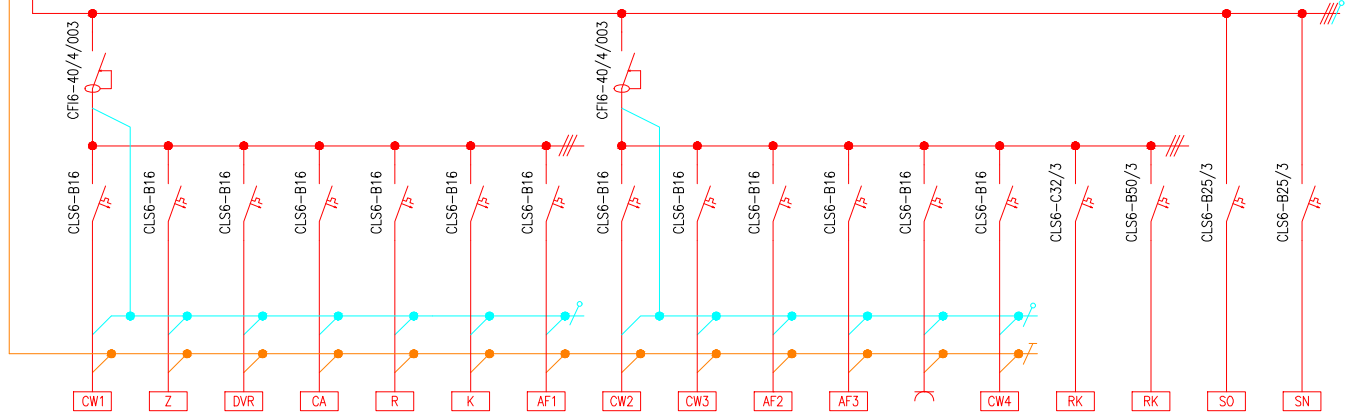 CFI6-40/4/003
CFI6-40/4/003
CLS6-B16
CLS6-B16
CLS6-B16
CLS6-B16
CLS6-B16
CLS6-B16
CLS6-B16
CLS6-B16
CLS6-B16
CLS6-B16
CLS6-B16
CLS6-B16
CLS6-B16
CLS6-C32/3
CLS6-B50/3
CLS6-B25/3
CLS6-B25/3
CW1
Z
DVR
CA
R
K
AF1
CW2
CW3
AF2
AF3
CW4
RK
RK
SO
SN